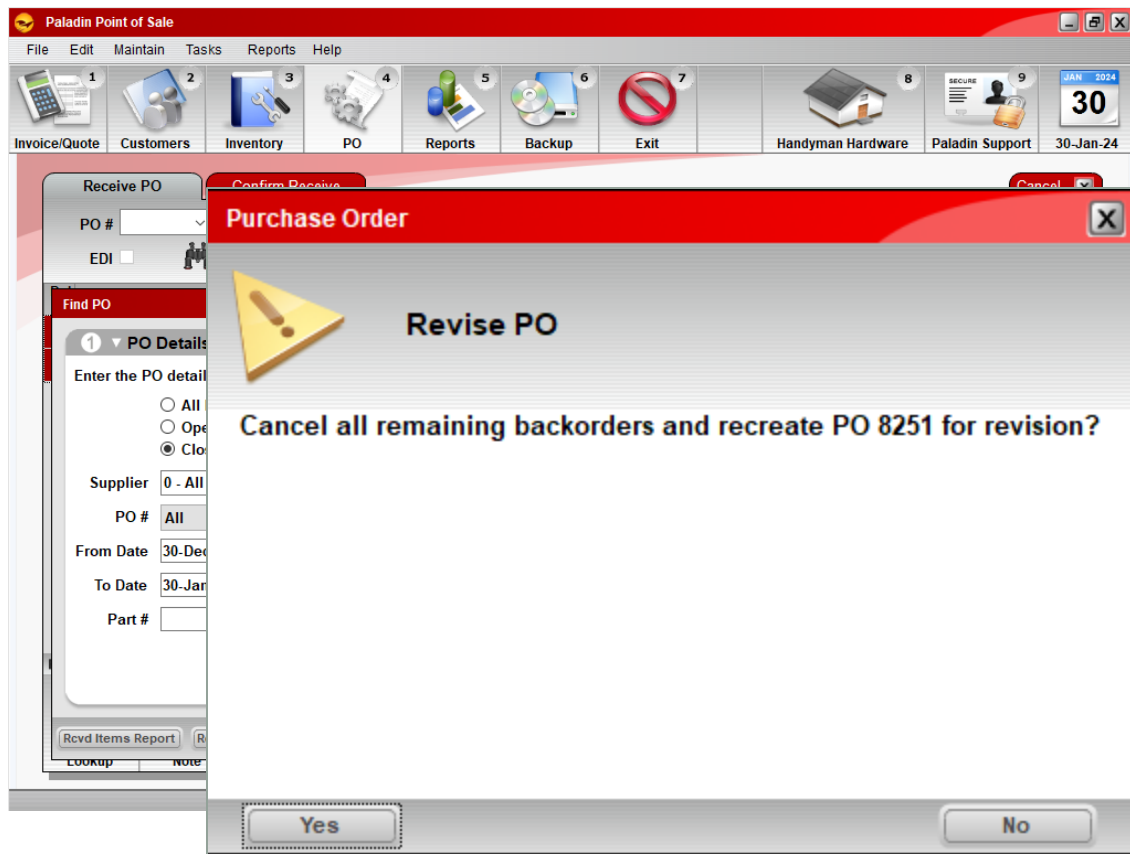 Paladin Point of Sale
File Edit Maintain Tasks Reports Help
1 2 3 4 5 6 7 8 SECURE 9 JAN 2024
30
Invoice/Quote Customers Inventory PO Reports Backup Exit Handyman Hardware Paladin Support 30-Jan-24
Receive PO Confirm Receive Cancel X
PO #
EDI
Find PO
1 PO Details
Enter the PO detail
All
Ope
Clo
Supplier 0 - All
PO # All
From Date 30-Dec
To Date 30-Jan
Part #
Rcvd Items Report R
Lookup Note
Purchase Order X
Revise PO
Cancel all remaining backorders and recreate PO 8251 for revision?
Yes No